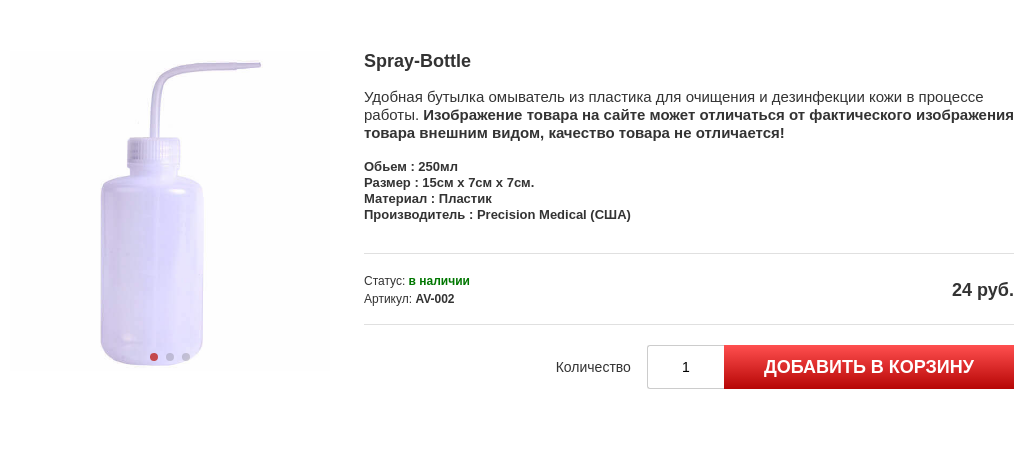 Spray-Bottle
Удобная бутылка омыватель из пластика для очищения и дезинфекции кожи в процессе
работы. Изображение товара на сайте может отличаться от фактического изображения
товара внешним видом, качество товара не отличается!
Обьем : 250мл
Размер : 15см х 7см х 7см.
Материал : Пластик
Производитель : Precision Medical (США)
Статус: в наличии
Артикул: AV-002
24 руб.
Количество 1 ДОБАВИТЬ В КОРЗИНУ